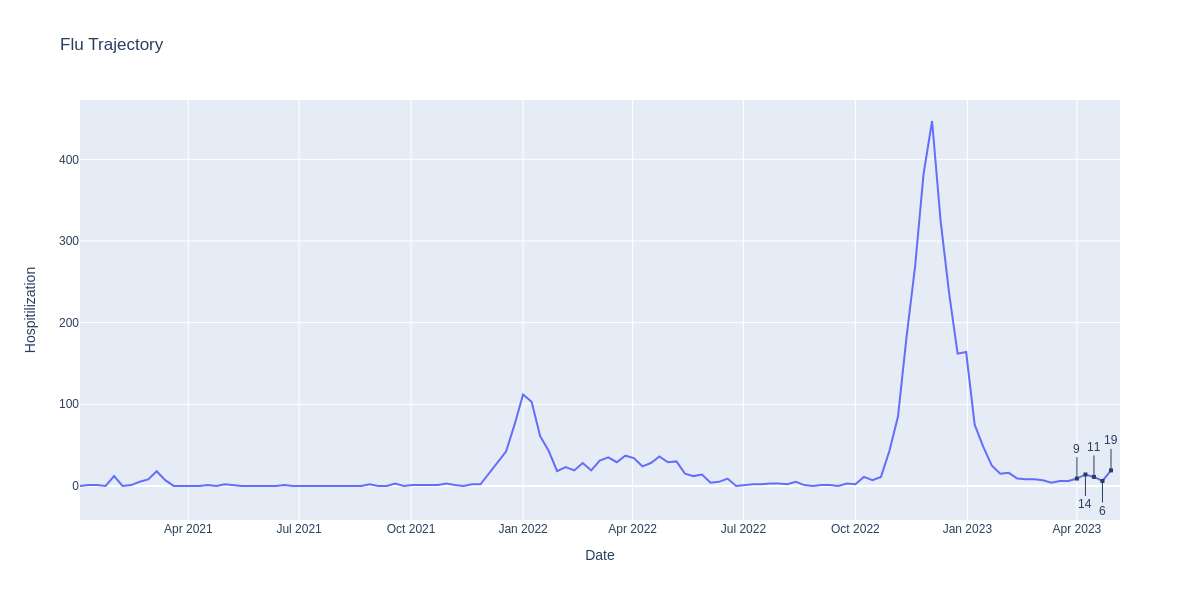 Flu Trajectory
Hospitilization
400
300
200
100
0
9
11
19
14
6
Apr 2021
Jul 2021
Oct 2021
Jan 2022
Apr 2022
Jul 2022
Oct 2022
Jan 2023
Apr 2023
Date